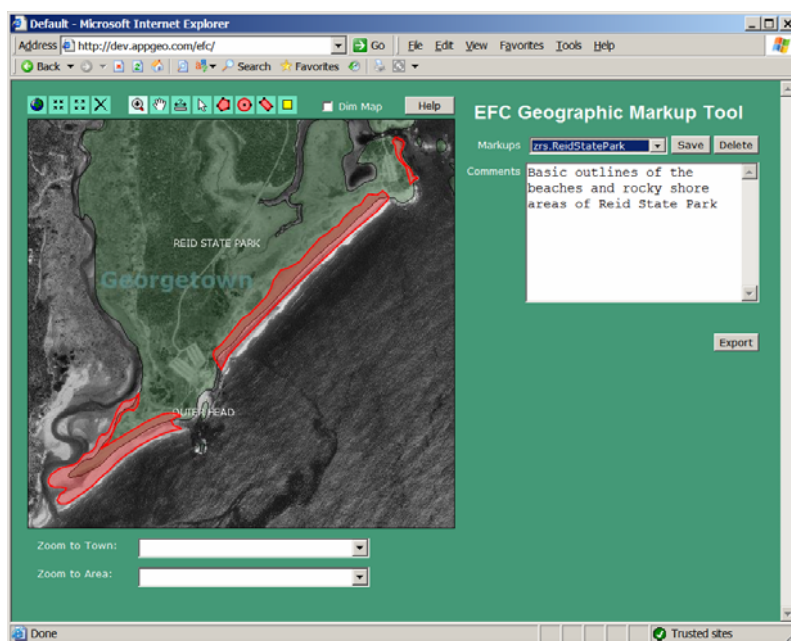 Default - Microsoft Internet Explorer
Address http://dev.appgeo.com/efc/ Go File Edit View Favorites Tools Help
Back Search Favorites
Dim Map Help
EFC Geographic Markup Tool
Markups zrs.ReidStatePark Save Delete
Comments Basic outlines of the
beaches and rocky shore
areas of Reid State Park
REID STATE PARK
Georgetown
Export
OUTER HEAD
Zoom to Town:
Zoom to Area:
Done Trusted sites